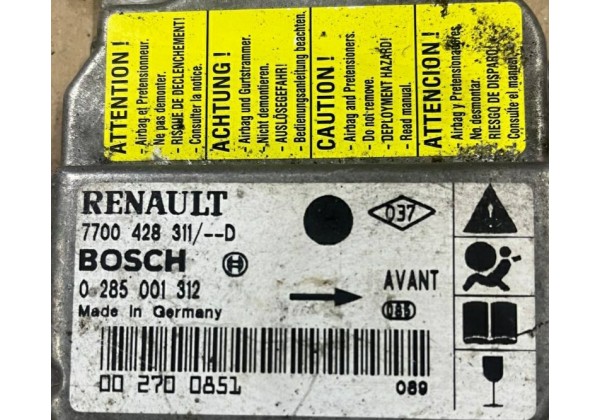 ATTENTION !
- Airbag et Pretensionneur.
- Ne pas demonter.
- RISQUE DE DECLENCHEMENT!
- Consulter la notice.
ACHTUNG !
- Airbag und Gurtstrammer.
- Nicht demontieren.
- AUSLÖSEGEFAHR!
- Bedienungsanleitung beachten.
CAUTION !
- Airbag and Pretensioners.
- Do not remove.
- DEPLOYMENT HAZARD!
- Read manual.
ATTENCION !
- Airbag y Pretensionatores.
- No desmontar.
- RIESGO DE DISPARO!
- Consulte el manual.
RENAULT
7700 428 311/--D
037
BOSCH
0 285 001 312
AVANT
Made In Germany
085
00 270 0851
089